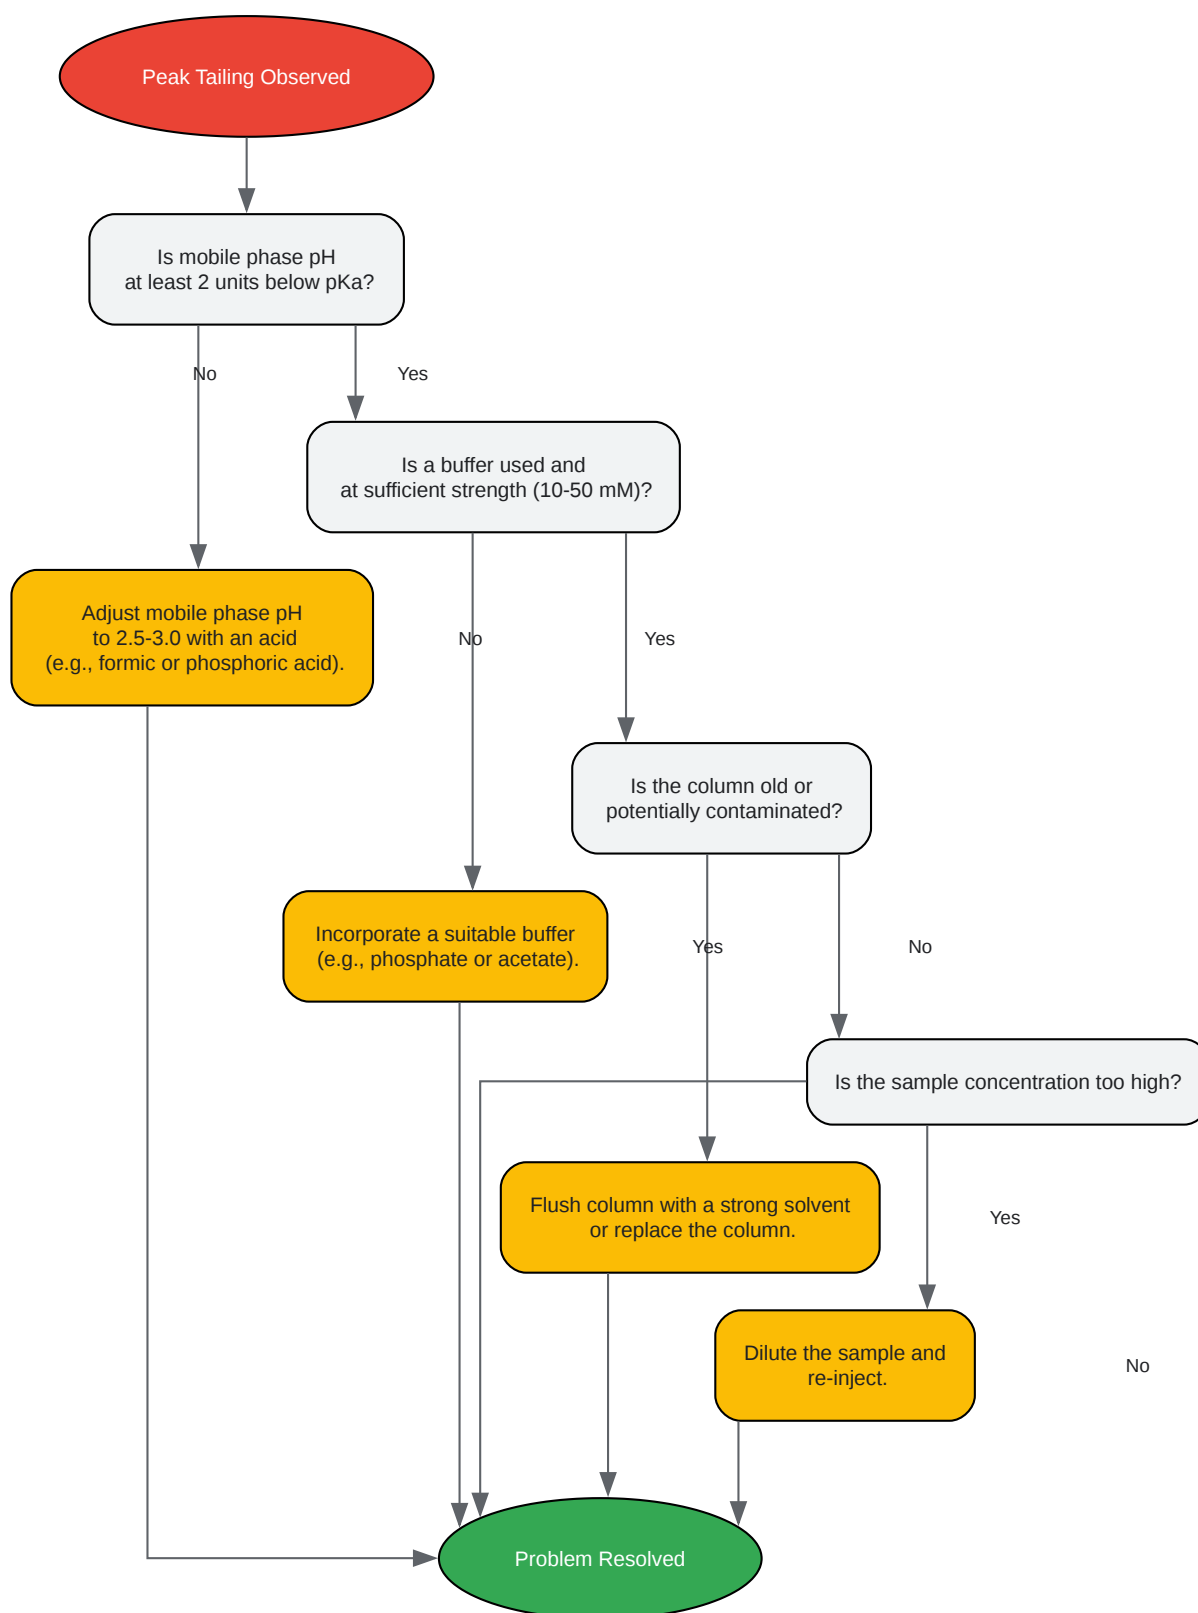 Peak Tailing Observed
Is mobile phase pH
at least 2 units below pKa?
No
Yes
Is a buffer used and
at sufficient strength (10-50 mM)?
Adjust mobile phase pH
to 2.5-3.0 with an acid
(e.g., formic or phosphoric acid).
No
Yes
Is the column old or
potentially contaminated?
Incorporate a suitable buffer
(e.g., phosphate or acetate).
Yes
No
Is the sample concentration too high?
Flush column with a strong solvent
or replace the column.
Yes
Dilute the sample and
re-inject.
No
Problem Resolved